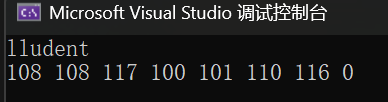 Microsoft Visual Studio 调试控制台
lludent
108 108 117 100 101 110 116 0